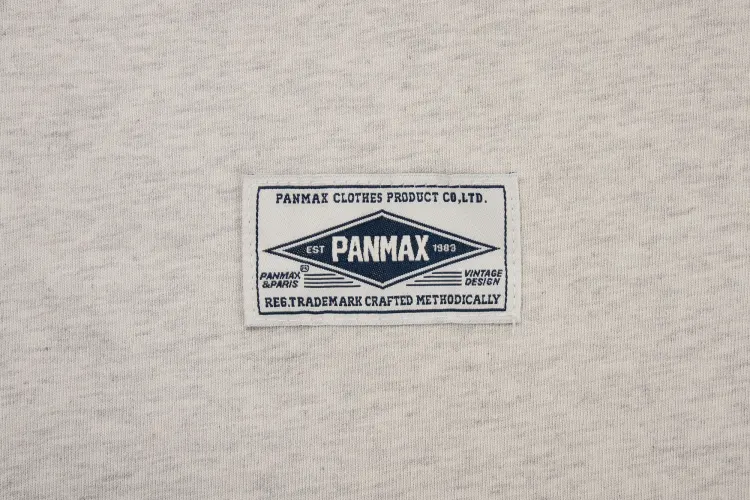 PANMAX CLOTHES PRODUCT CO,LTD.
EST PANMAX 1983
PANMAX
&PARIS
VINTAGE
DESIGN
REG.TRADEMARK CRAFTED METHODICALLY